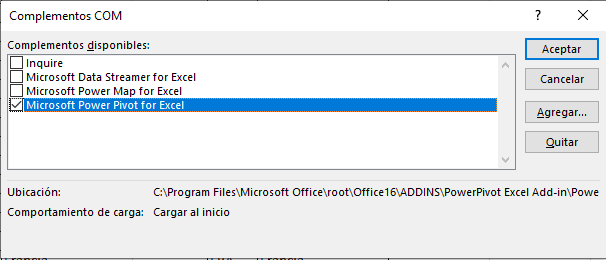 Complementos COM
Complementos disponibles:
Inquire
Microsoft Data Streamer for Excel
Microsoft Power Map for Excel
Microsoft Power Pivot for Excel
Aceptar
Cancelar
Agregar...
Quitar
Ubicación: C:\Program Files\Microsoft Office\root\Office16\ADDINS\PowerPivot Excel Add-in\Powe
Comportamiento de carga: Cargar al inicio